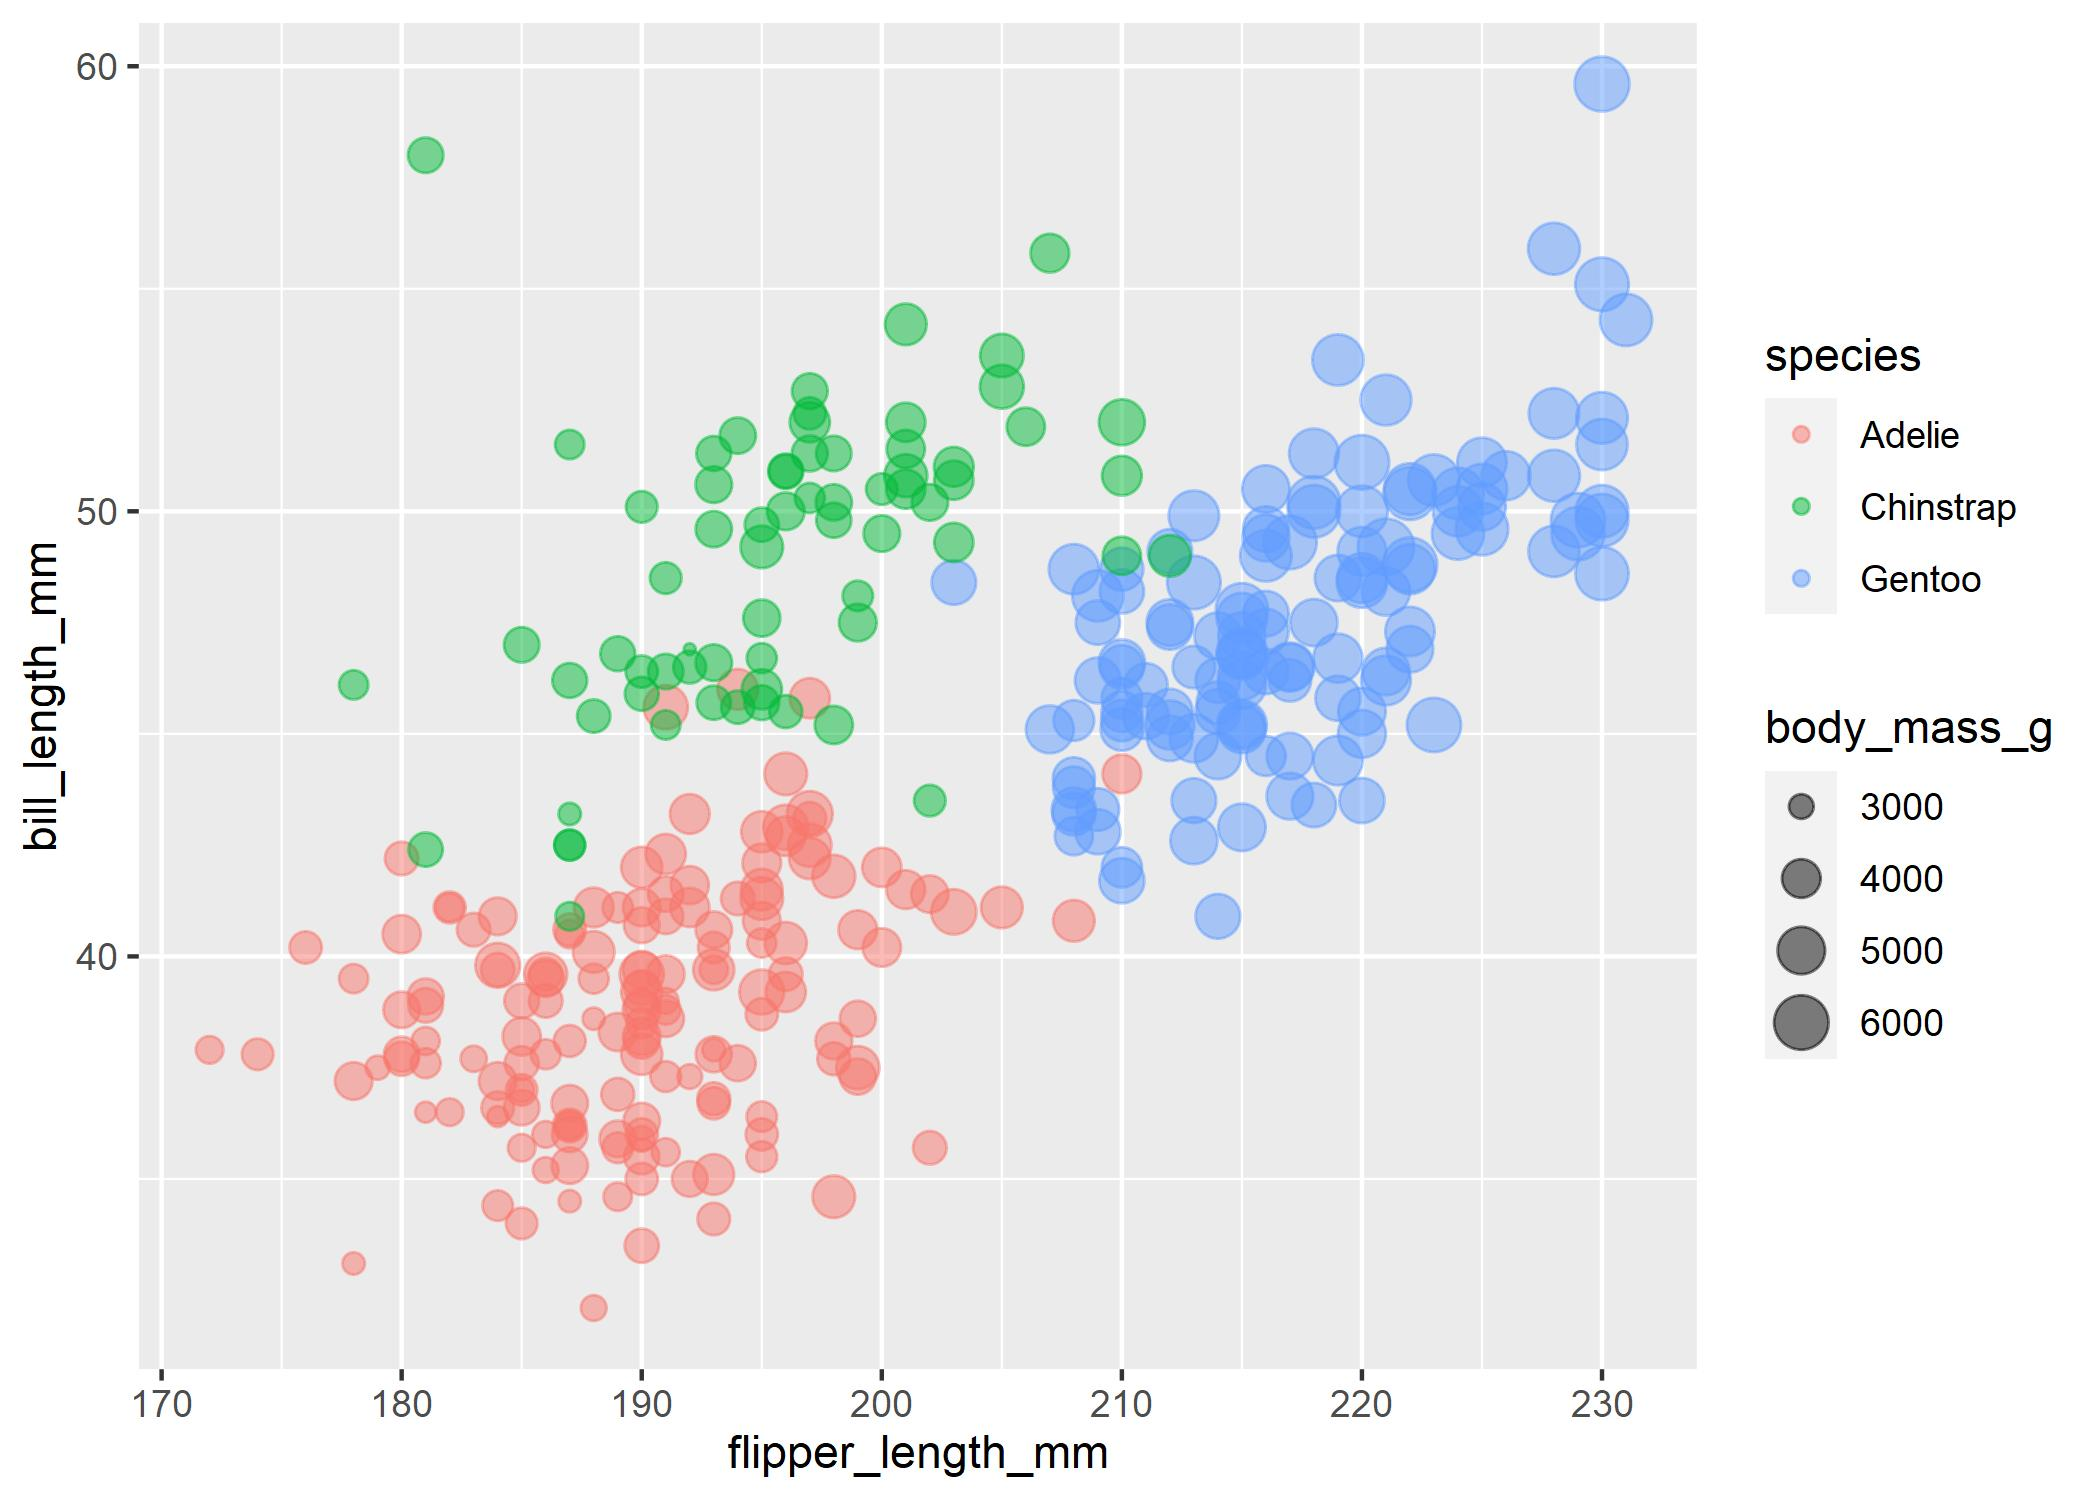 60
50
40
bill_length_mm
170 180 190 200 210 220 230
flipper_length_mm
species
Adelie
Chinstrap
Gentoo
body_mass_g
3000
4000
5000
6000